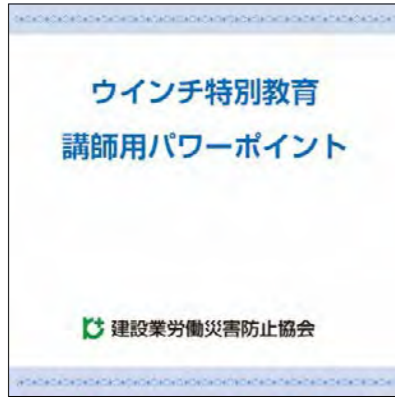 ウインチ特別教育
講師用パワーポイント
建設業労働災害防止協会